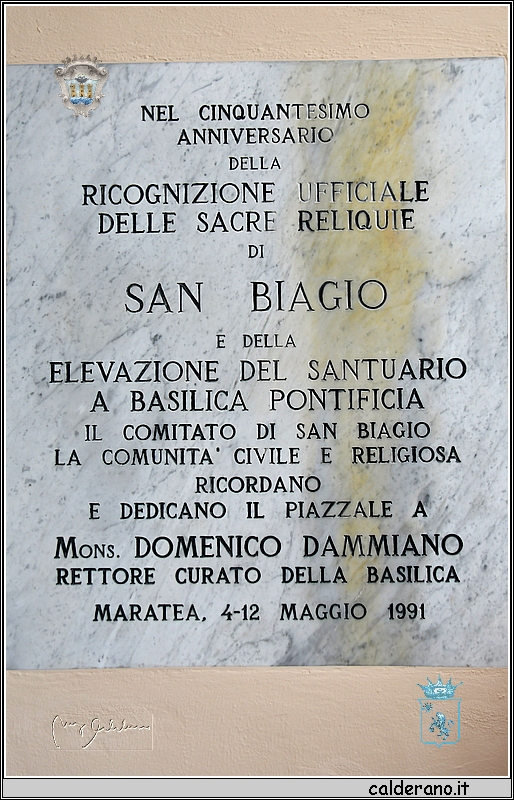 NEL CINQUANTESIMO
ANNIVERSARIO
DELLA
RICOGNIZIONE UFFICIALE
DELLE SACRE RELIQUIE
DI
SAN BIAGIO
E DELLA
ELEVAZIONE DEL SANTUARIO
A BASILICA PONTIFICIA
IL COMITATO DI SAN BIAGIO
LA COMUNITA' CIVILE E RELIGIOSA
RICORDANO
E DEDICANO IL PIAZZALE A
MONS. DOMENICO DAMMIANO
RETTORE CURATO DELLA BASILICA
MARATEA, 4-12 MAGGIO 1991
calderano.it